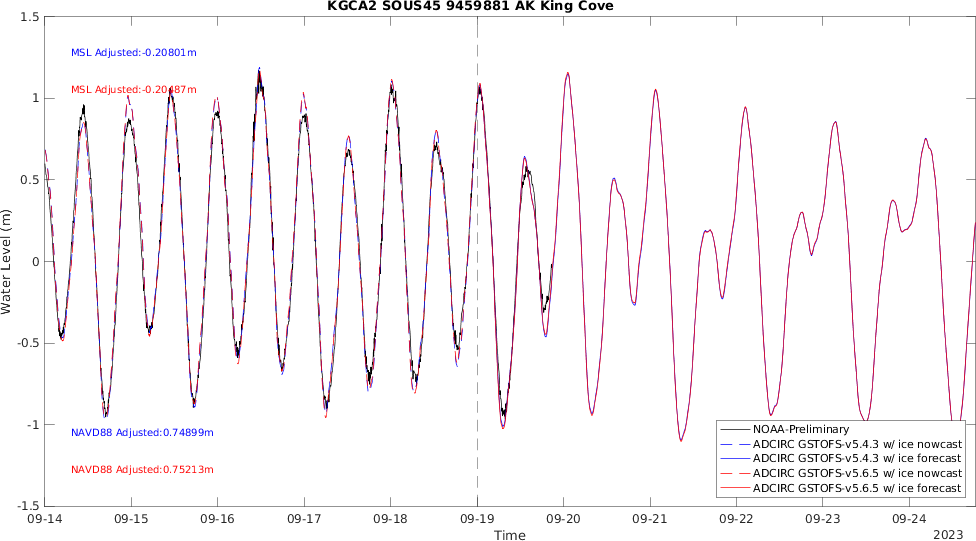 KGCA2 SOUS45 9459881 AK King Cove
1.5
1
0.5
0
-0.5
-1
-1.5
Water Level (m)
MSL Adjusted:-0.20801m
MSL Adjusted:-0.20487m
NAVD88 Adjusted:0.74899m
NAVD88 Adjusted:0.75213m
NOAA-Preliminary
ADCIRC GSTOFS-v5.4.3 w/ ice nowcast
ADCIRC GSTOFS-v5.4.3 w/ ice forecast
ADCIRC GSTOFS-v5.6.5 w/ ice nowcast
ADCIRC GSTOFS-v5.6.5 w/ ice forecast
09-14 09-15 09-16 09-17 09-18 09-19 09-20 09-21 09-22 09-23 09-24
Time
2023